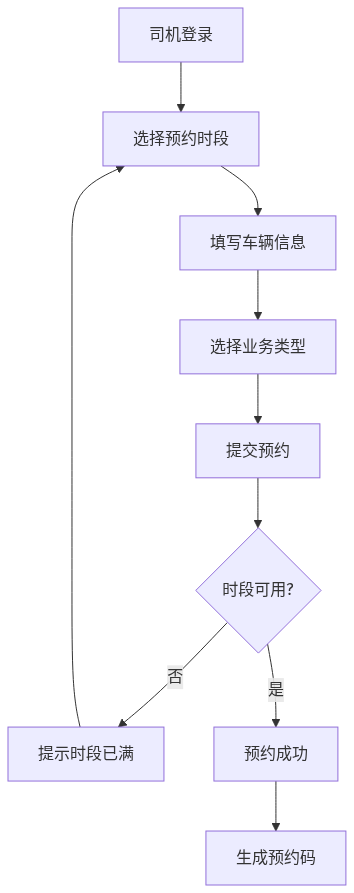 司机登录
选择预约时段
填写车辆信息
选择业务类型
提交预约
时段可用?
否
是
提示时段已满
预约成功
生成预约码